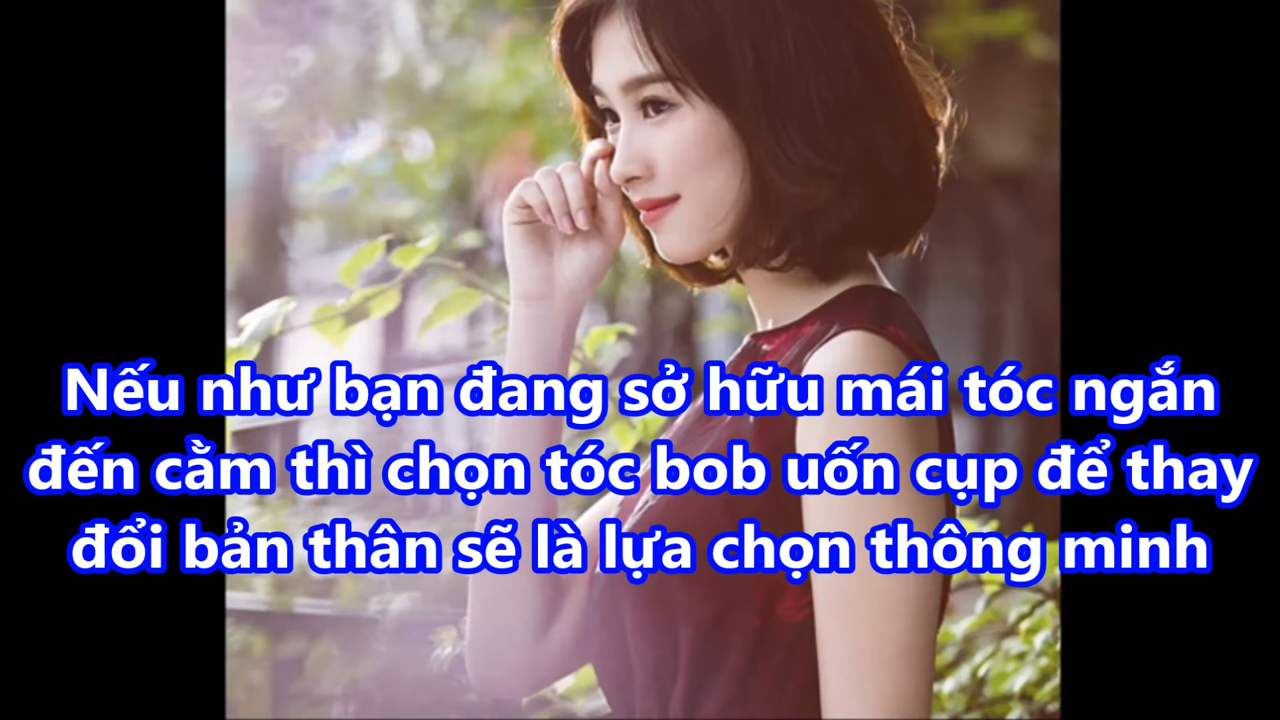 Nếu như bạn đang sở hữu mái tóc ngắn
đến cằm thì chọn tóc bob uốn cụp để thay
đổi bản thân sẽ là lựa chọn thông minh